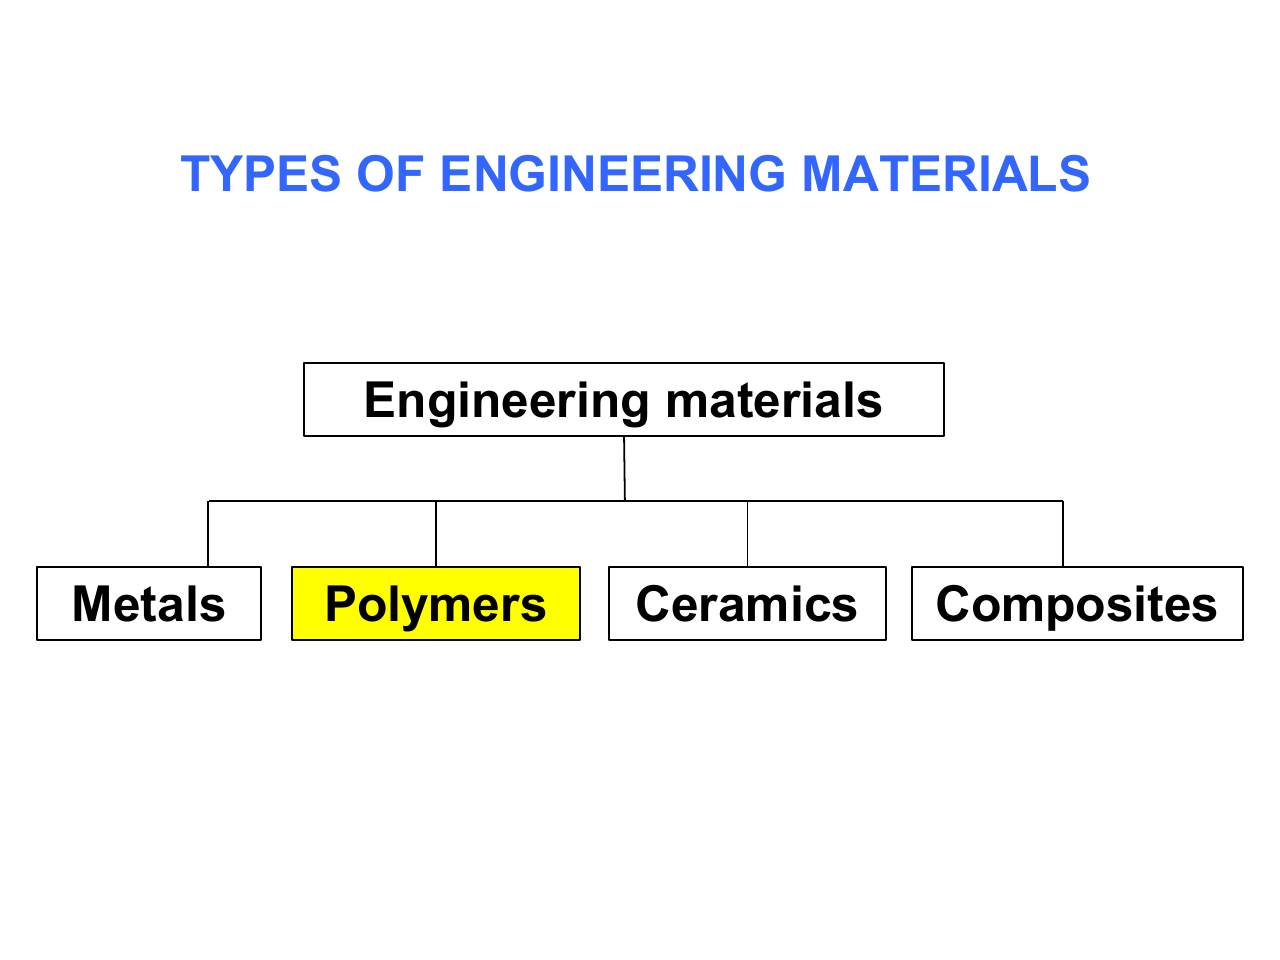 TYPES OF ENGINEERING MATERIALS
Engineering materials
Metals
Polymers
Ceramics
Composites